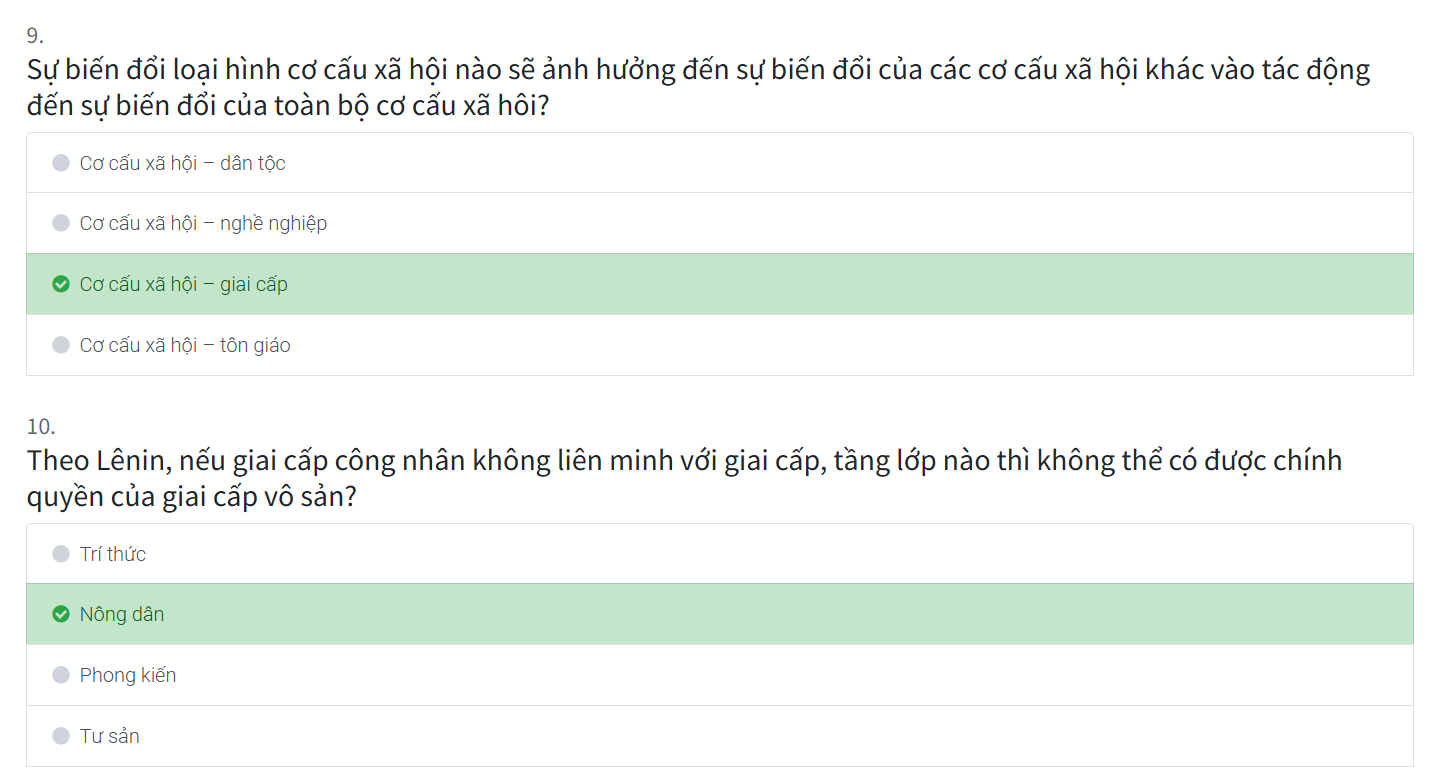 9.
Sự biến đổi loại hình cơ cấu xã hội nào sẽ ảnh hưởng đến sự biến đổi của các cơ cấu xã hội khác vào tác động
đến sự biến đổi của toàn bộ cơ cấu xã hôi?
Cơ cấu xã hội – dân tộc
Cơ cấu xã hội – nghề nghiệp
Cơ cấu xã hội – giai cấp
Cơ cấu xã hội – tôn giáo
10.
Theo Lênin, nếu giai cấp công nhân không liên minh với giai cấp, tầng lớp nào thì không thể có được chính
quyền của giai cấp vô sản?
Trí thức
Nông dân
Phong kiến
Tư sản